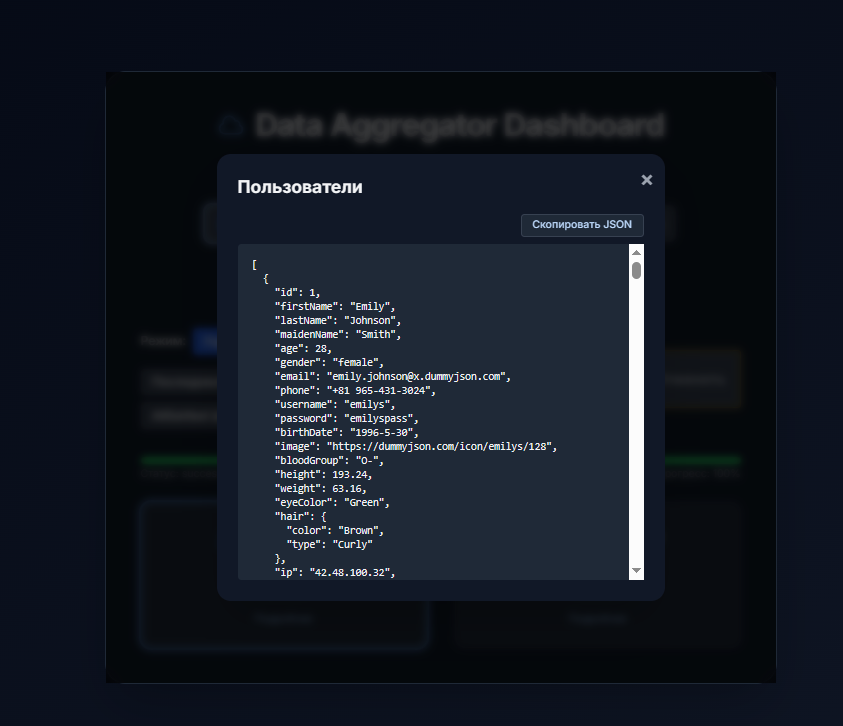 Data Aggregator Dashboard
Пользователи
×
Скопировать JSON
[
  {
    "id": 1,
    "firstName": "Emily",
    "lastName": "Johnson",
    "maidenName": "Smith",
    "age": 28,
    "gender": "female",
    "email": "emily.johnson@x.dummyjson.com",
    "phone": "+81 965-431-3024",
    "username": "emilys",
    "password": "emilyspass",
    "birthDate": "1996-5-30",
    "image": "https://dummyjson.com/icon/emilys/128",
    "bloodGroup": "O-",
    "height": 193.24,
    "weight": 63.16,
    "eyeColor": "Green",
    "hair": {
      "color": "Brown",
      "type": "Curly"
    },
    "ip": "42.48.100.32",